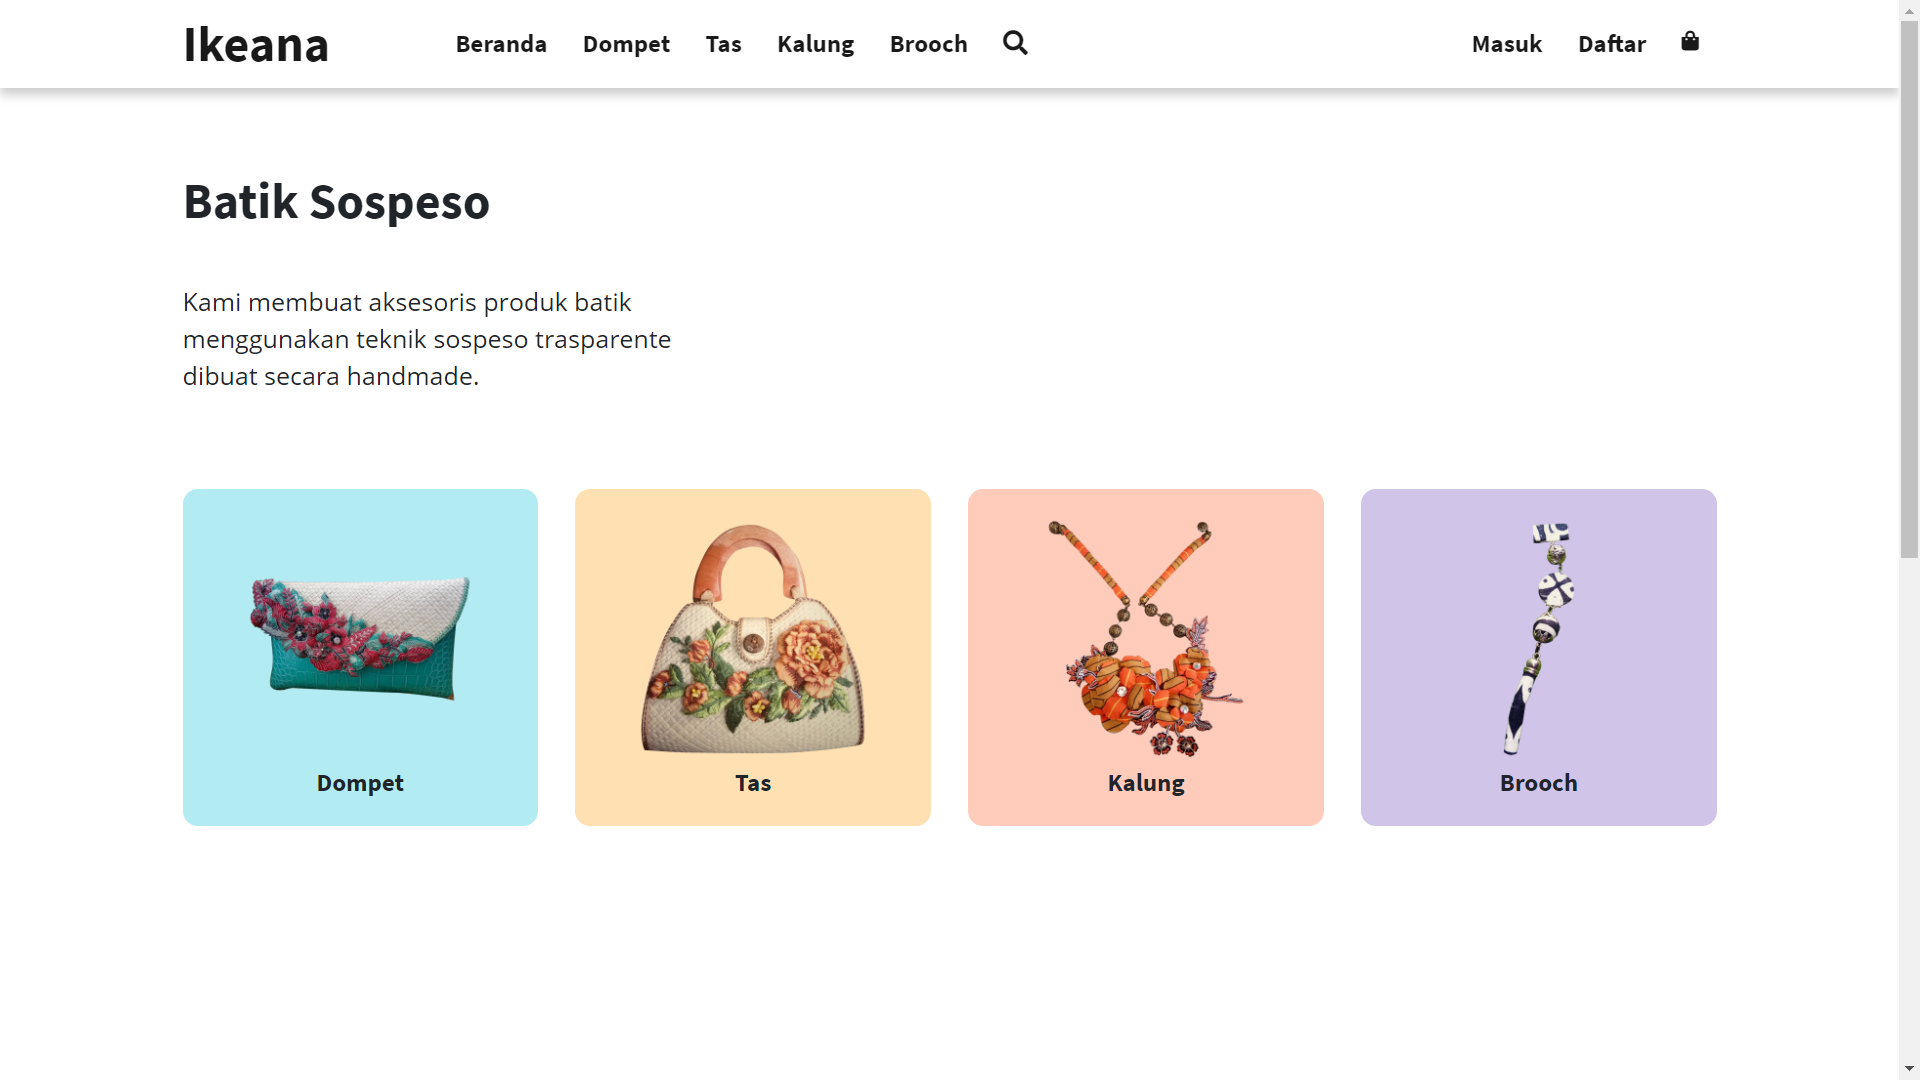 Ikeana
Beranda Dompet Tas Kalung Brooch
Masuk Daftar
Batik Sospeso
Kami membuat aksesoris produk batik
menggunakan teknik sospeso trasparente
dibuat secara handmade.
Dompet
Tas
Kalung
Brooch